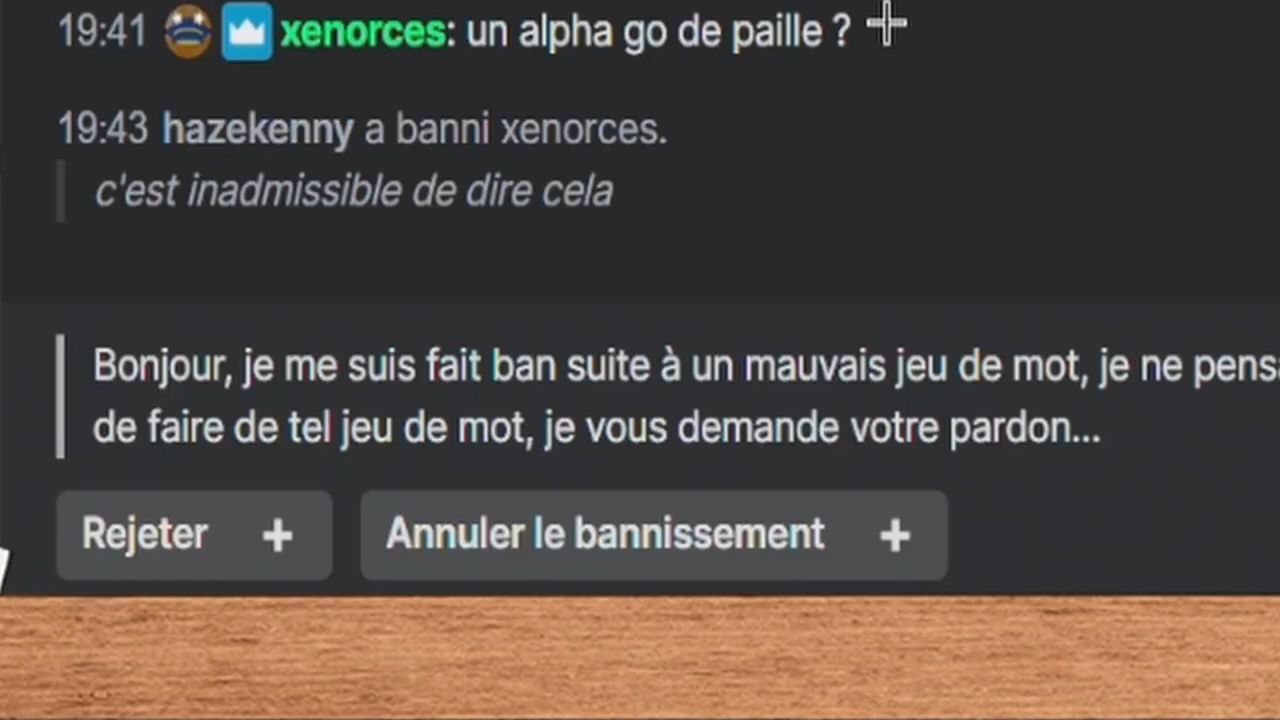 19:41 xenorces: un alpha go de paille ?
19:43 hazekenny a banni xenorces.
c'est inadmissible de dire cela
Bonjour, je me suis fait ban suite à un mauvais jeu de mot, je ne pensa
de faire de tel jeu de mot, je vous demande votre pardon...
Rejeter +
Annuler le bannissement +